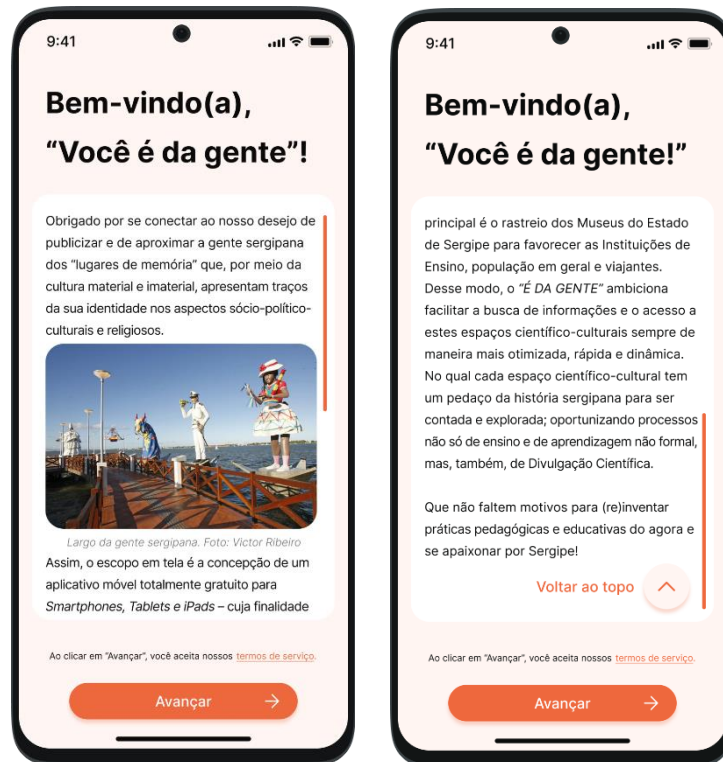 9:41
Bem-vindo(a),
“Você é da gente”!
Obrigado por se conectar ao nosso desejo de
publicizar e de aproximar a gente sergipana
dos “lugares de memória” que, por meio da
cultura material e imaterial, apresentam traços
da sua identidade nos aspectos sócio-político-
culturais e religiosos.
Largo da gente sergipana. Foto: Victor Ribeiro
Assim, o escopo em tela é a concepção de um
aplicativo móvel totalmente gratuito para
Smartphones, Tablets e iPads – cuja finalidade
Ao clicar em “Avançar”, você aceita nossos termos de serviço.
Avançar
9:41
Bem-vindo(a),
“Você é da gente!”
principal é o rastreio dos Museus do Estado
de Sergipe para favorecer as Instituições de
Ensino, população em geral e viajantes.
Desse modo, o “É DA GENTE” ambiciona
facilitar a busca de informações e o acesso a
estes espaços científico-culturais sempre de
maneira mais otimizada, rápida e dinâmica.
No qual cada espaço científico-cultural tem
um pedaço da história sergipana para ser
contada e explorada; oportunizando processos
não só de ensino e de aprendizagem não formal,
mas, também, de Divulgação Científica.
Que não faltem motivos para (re)inventar
práticas pedagógicas e educativas do agora e
se apaixonar por Sergipe!
Voltar ao topo
Ao clicar em “Avançar”, você aceita nossos termos de serviço.
Avançar